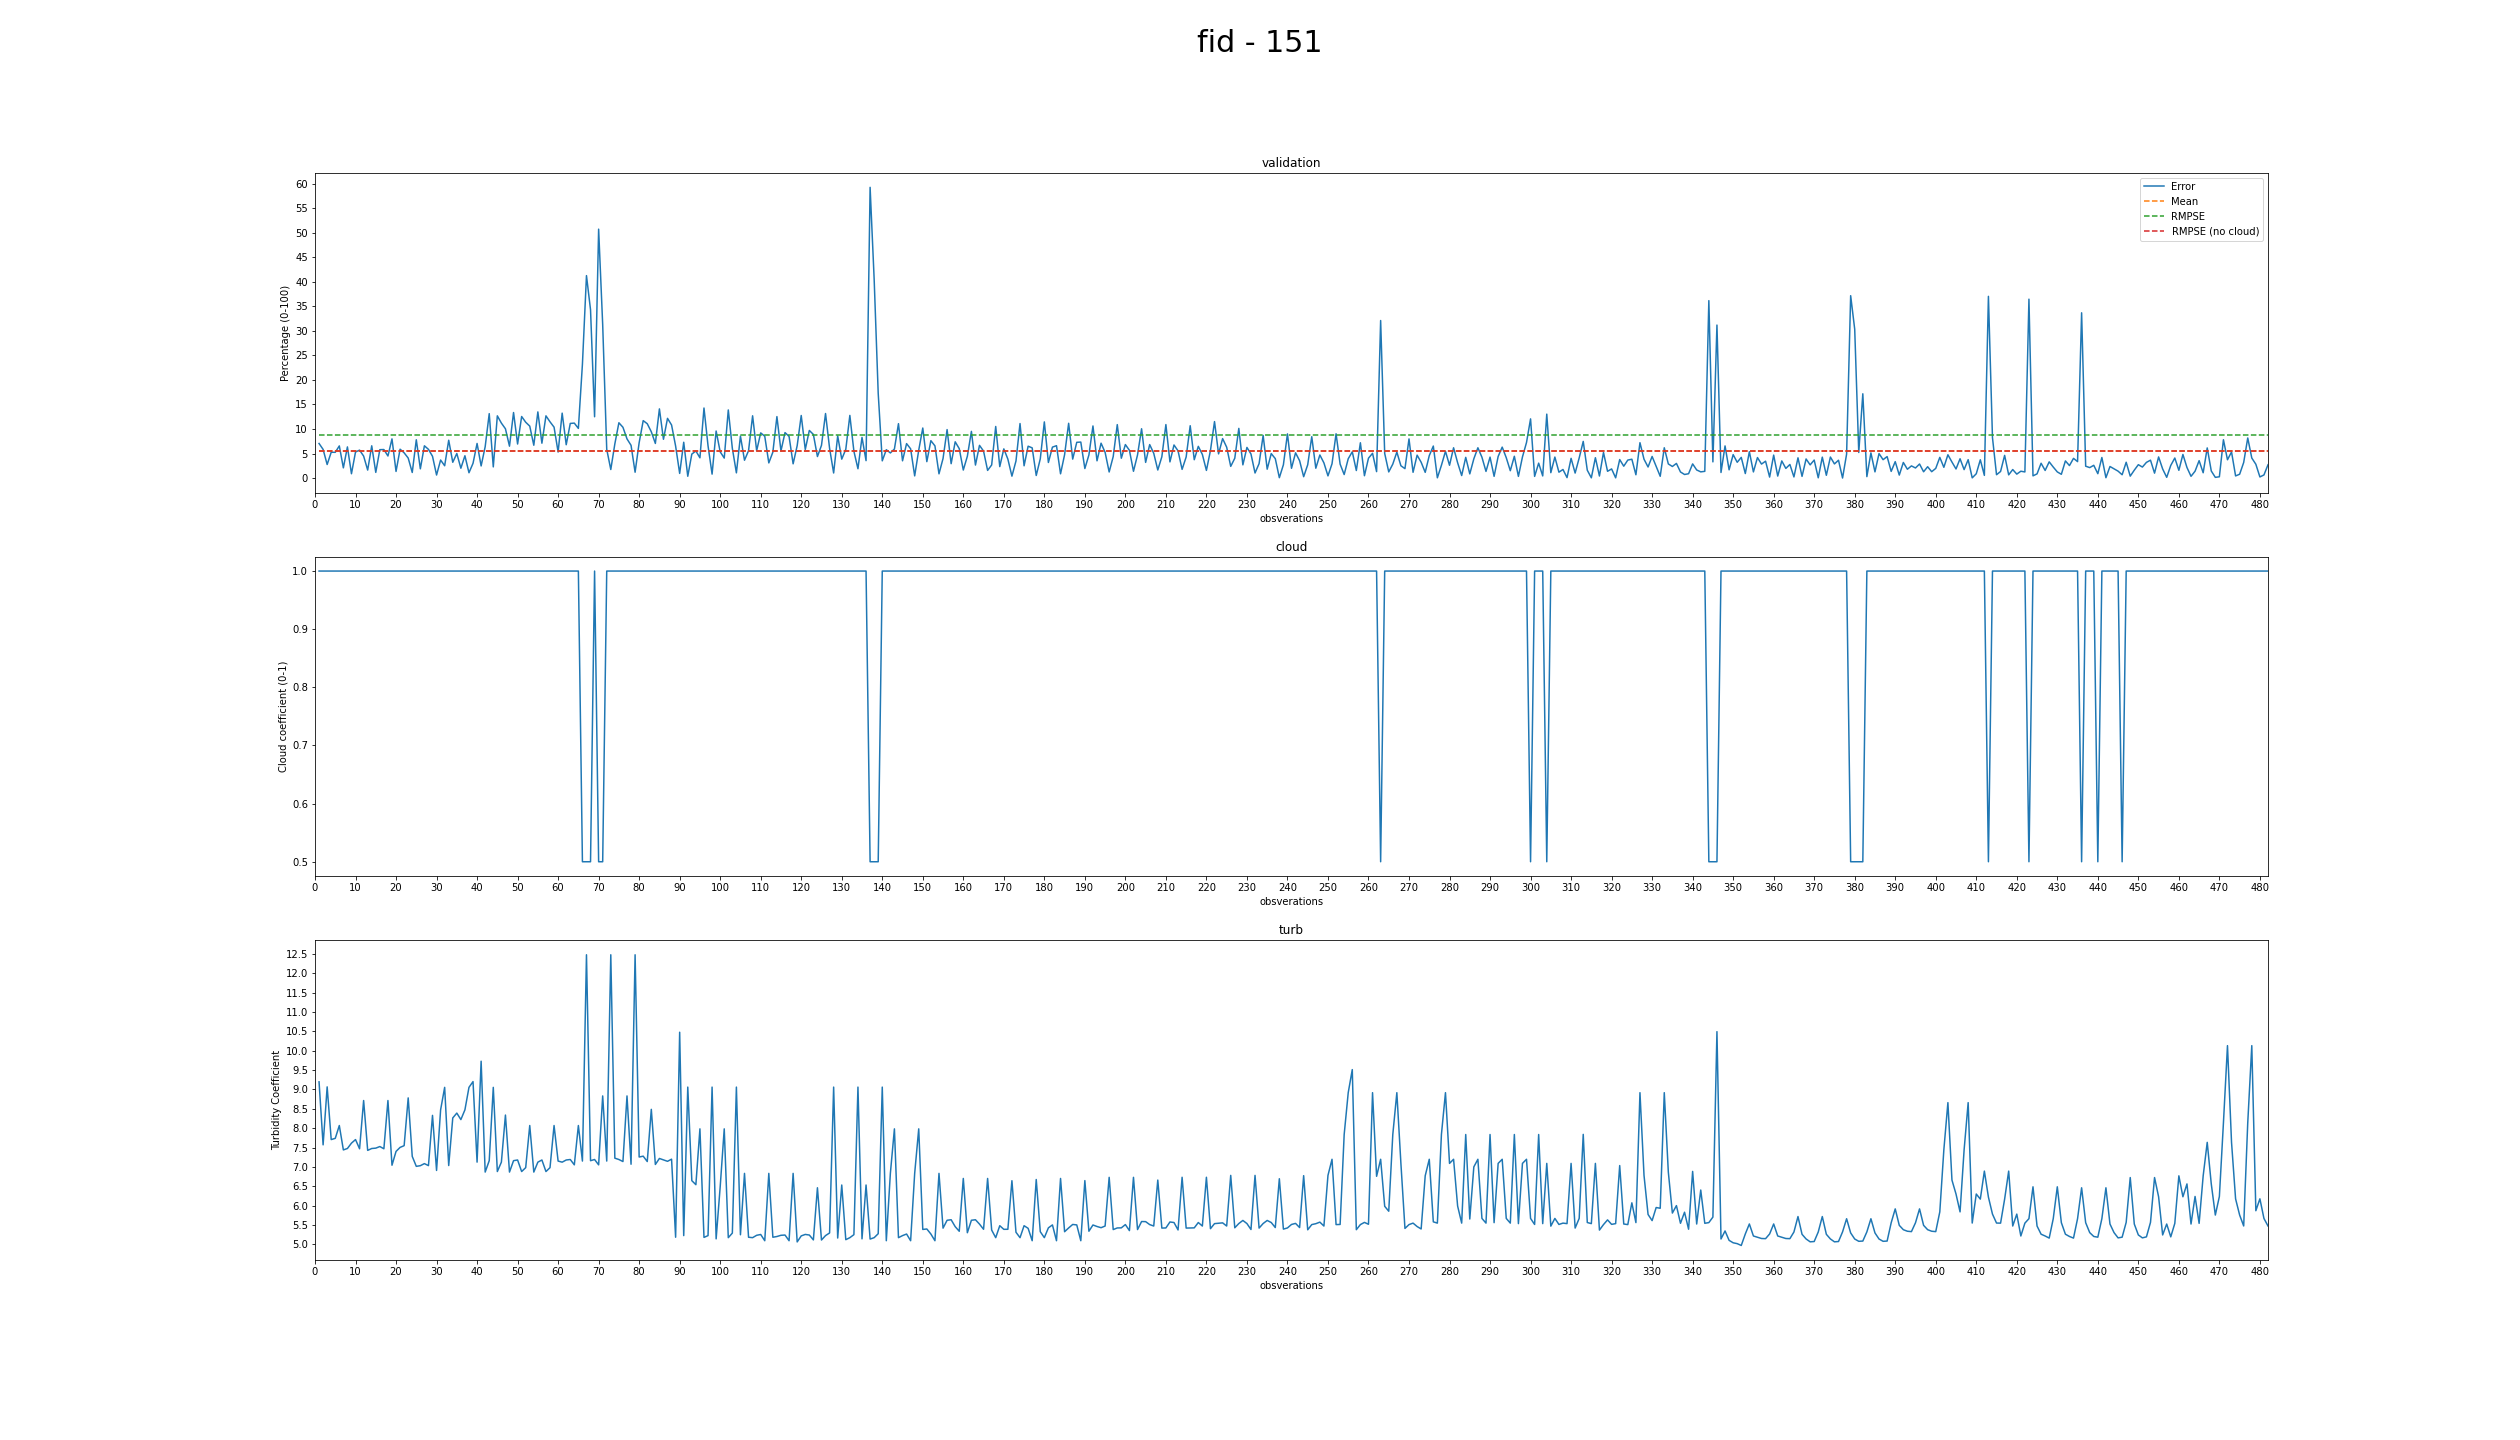 fid - 151
validation
60
55
50
45
40
35
30
25
20
15
10
5
0
Percentage (0-100)
Error
Mean
RMPSE
RMPSE (no cloud)
0 10 20 30 40 50 60 70 80 90 100 110 120 130 140 150 160 170 180 190 200 210 220 230 240 250 260 270 280 290 300 310 320 330 340 350 360 370 380 390 400 410 420 430 440 450 460 470 480
obsverations
cloud
1.0
0.9
0.8
0.7
0.6
0.5
Cloud coefficient (0-1)
0 10 20 30 40 50 60 70 80 90 100 110 120 130 140 150 160 170 180 190 200 210 220 230 240 250 260 270 280 290 300 310 320 330 340 350 360 370 380 390 400 410 420 430 440 450 460 470 480
obsverations
turb
12.5
12.0
11.5
11.0
10.5
10.0
9.5
9.0
8.5
8.0
7.5
7.0
6.5
6.0
5.5
5.0
Turbidity Coefficient
0 10 20 30 40 50 60 70 80 90 100 110 120 130 140 150 160 170 180 190 200 210 220 230 240 250 260 270 280 290 300 310 320 330 340 350 360 370 380 390 400 410 420 430 440 450 460 470 480
obsverations